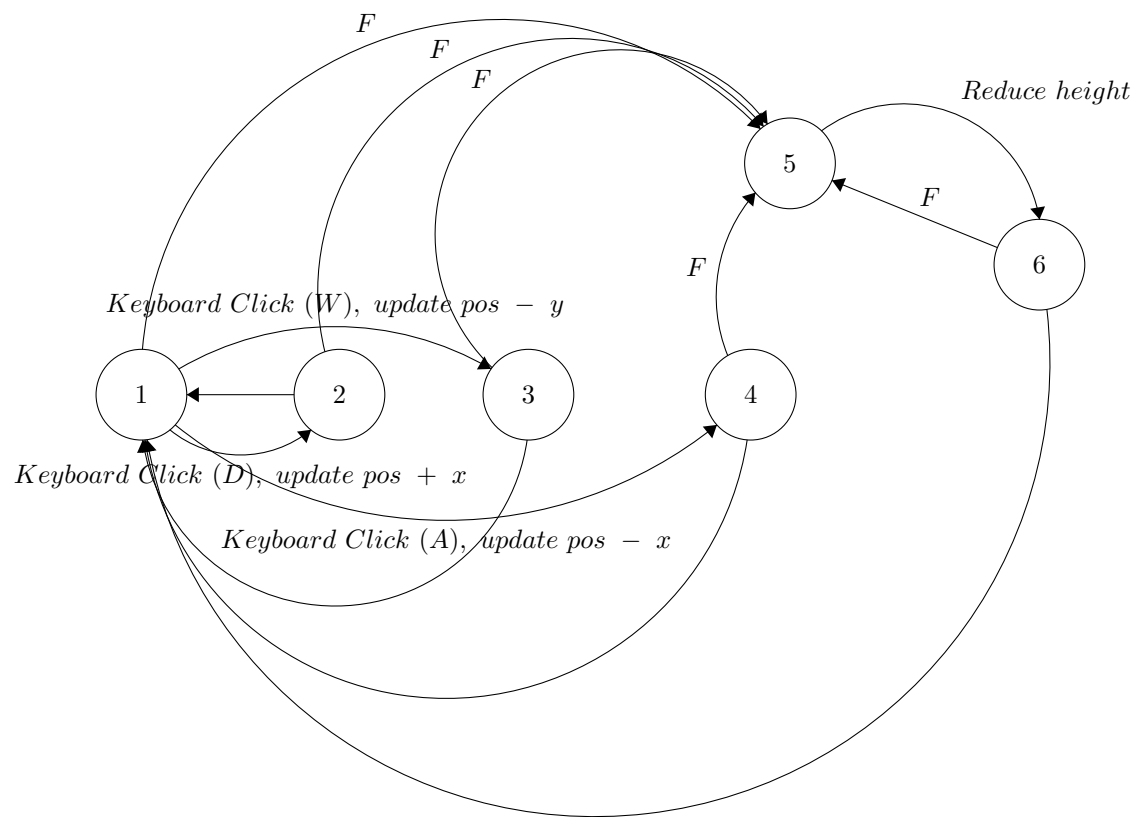 F
F
F
Reduce height
5
F
6
F
Keyboard Click (W), update pos − y
1
2
3
4
Keyboard Click (D), update pos + x
Keyboard Click (A), update pos − x